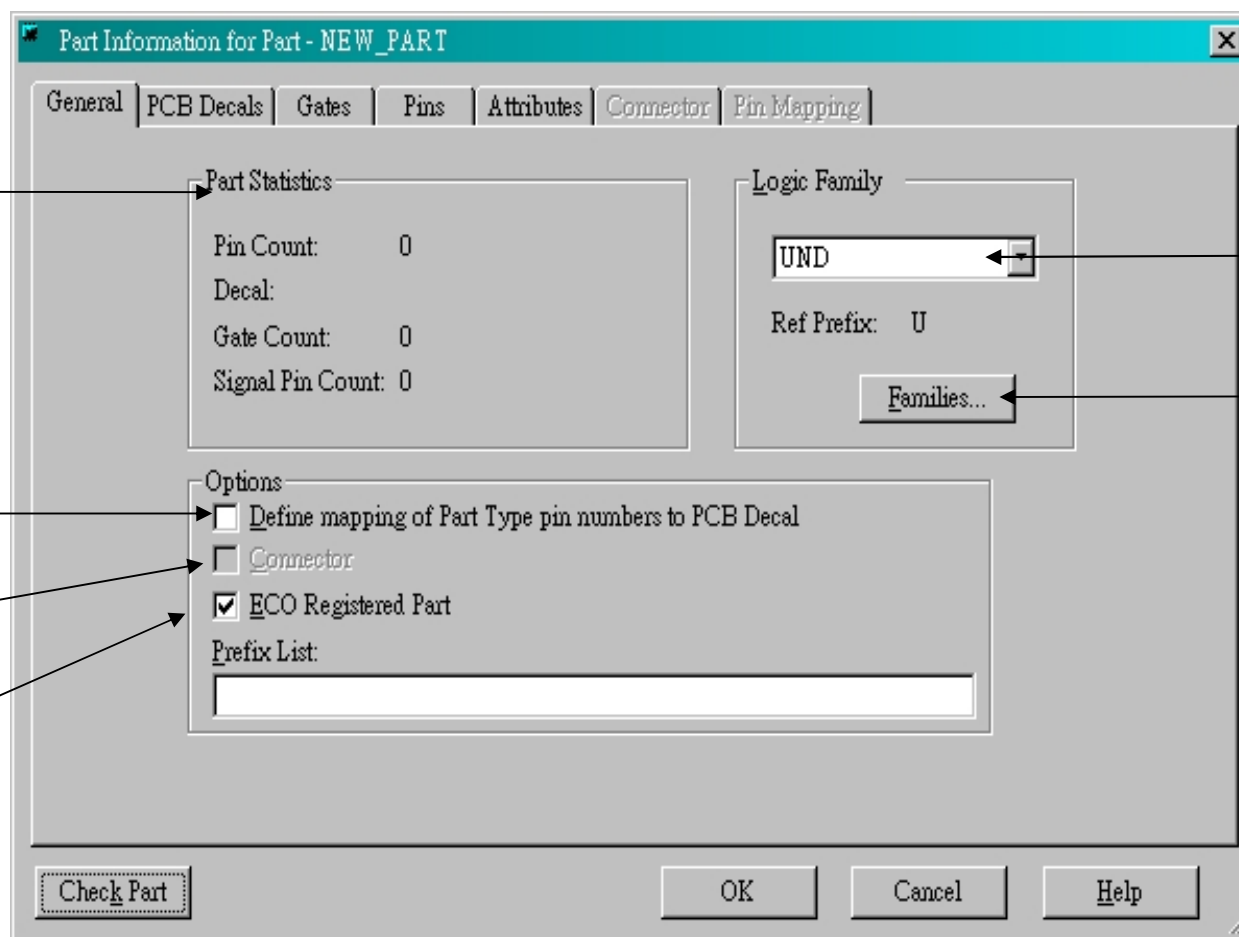 Part Information for Part - NEW_PART
General PCB Decals Gates Pins Attributes Connector Pin Mapping
Part Statistics
Pin Count: 0
Decal:
Gate Count: 0
Signal Pin Count: 0
Logic Family
UND
Ref Prefix: U
Families...
Options
Define mapping of Part Type pin numbers to PCB Decal
Connector
ECO Registered Part
Prefix List:
Check Part OK Cancel Help